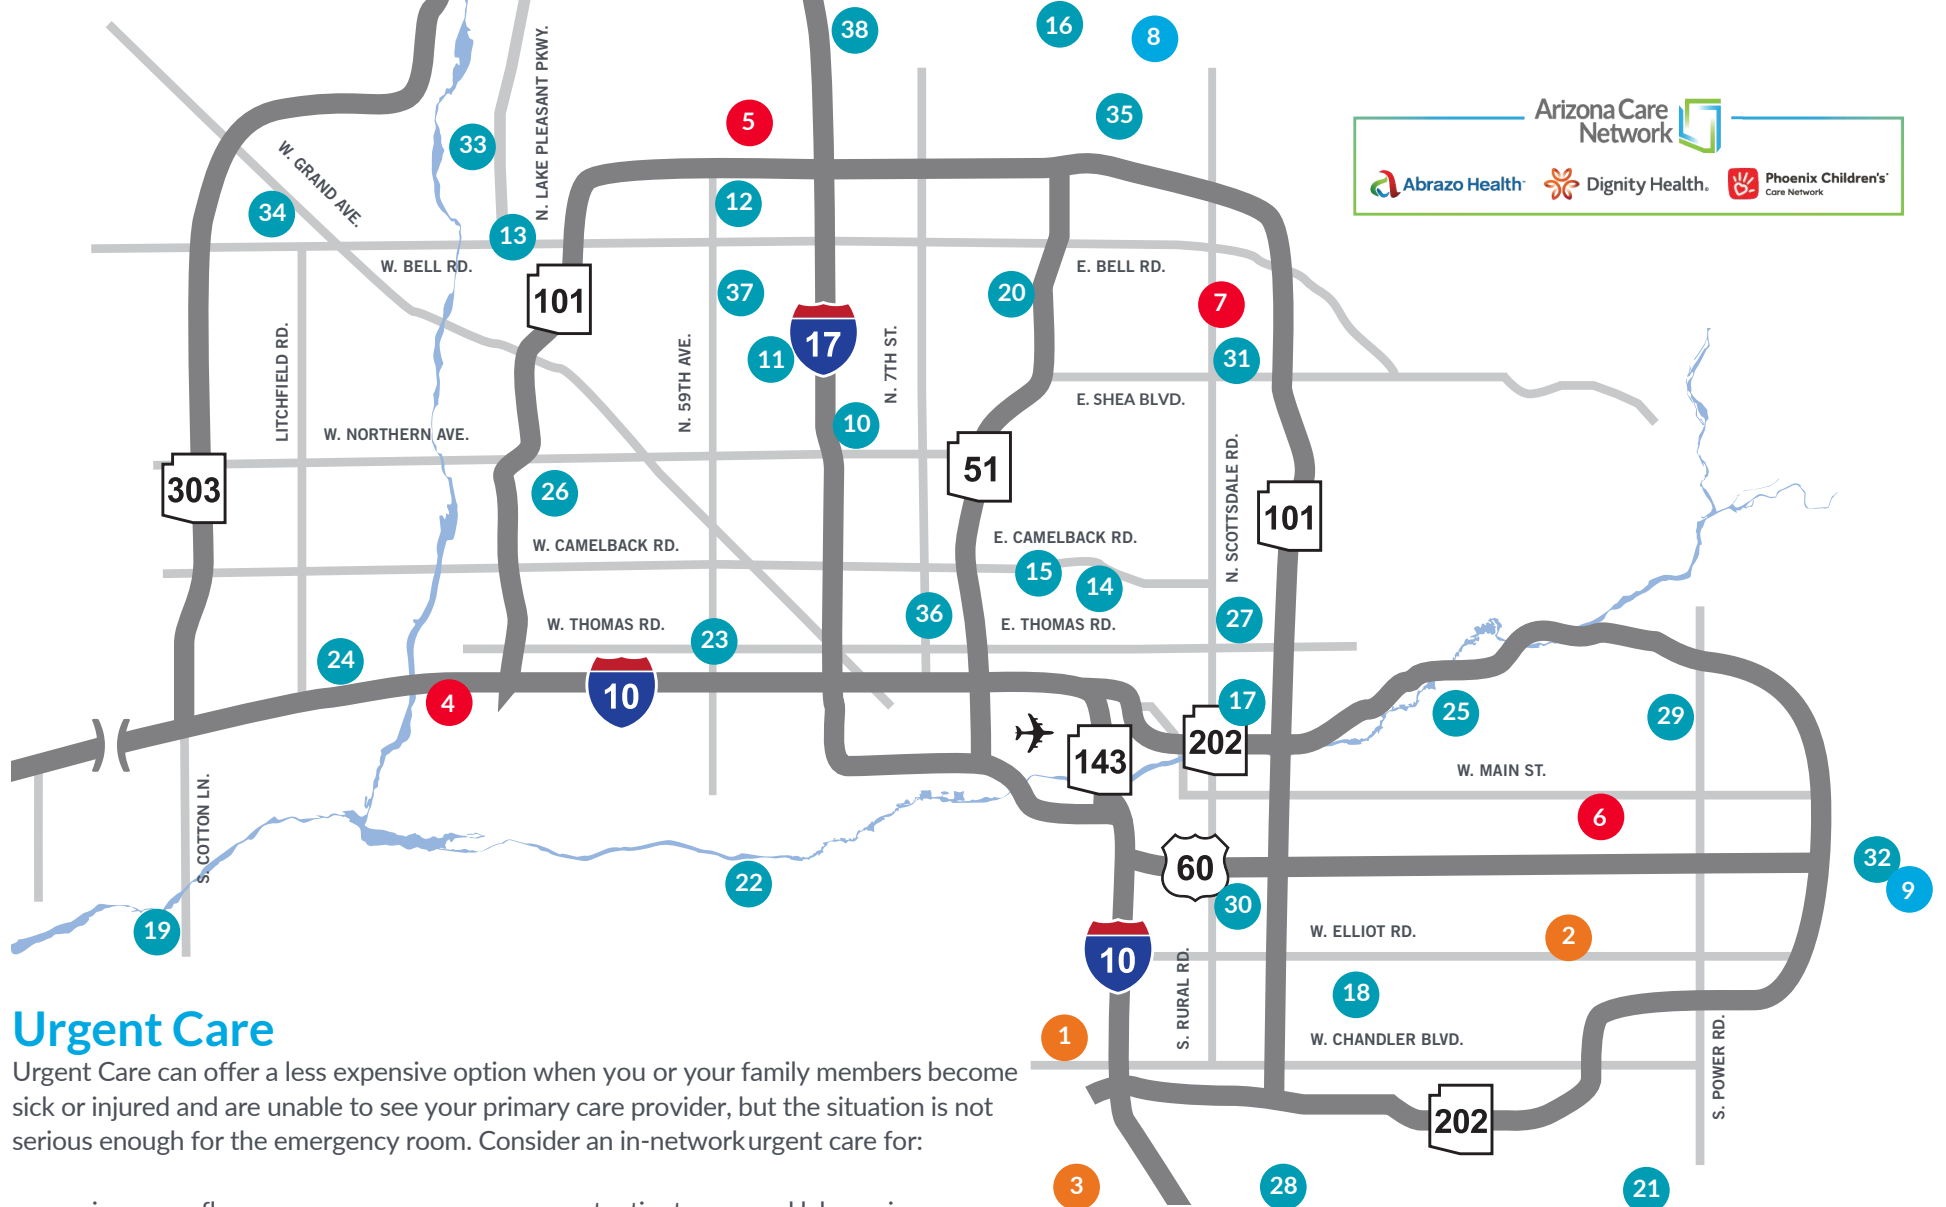 38
16
8
5
35
33
N. LAKE PLEASANT PKWY.
W. GRAND AVE.
Arizona Care
Network
Abrazo Health
Dignity Health.
Phoenix Children's
Care Network
34
12
13
W. BELL RD.
E. BELL RD.
101
37
20
7
17
11
31
LITCHFIELD RD.
N. 59TH AVE.
N. 7TH ST.
E. SHEA BLVD.
10
W. NORTHERN AVE.
51
303
26
N. SCOTTSDALE RD.
101
W. CAMELBACK RD.
E. CAMELBACK RD.
15
14
36
27
W. THOMAS RD.
E. THOMAS RD.
23
24
4
10
17
25
29
143
202
W. MAIN ST.
S. COTTON LN.
6
60
32
9
22
30
19
W. ELLIOT RD.
2
10
18
S. RURAL RD.
1
W. CHANDLER BLVD.
S. POWER RD.
202
3
28
21
Urgent Care
Urgent Care can offer a less expensive option when you or your family members become
sick or injured and are unable to see your primary care provider, but the situation is not
serious enough for the emergency room. Consider an in-network urgent care for: